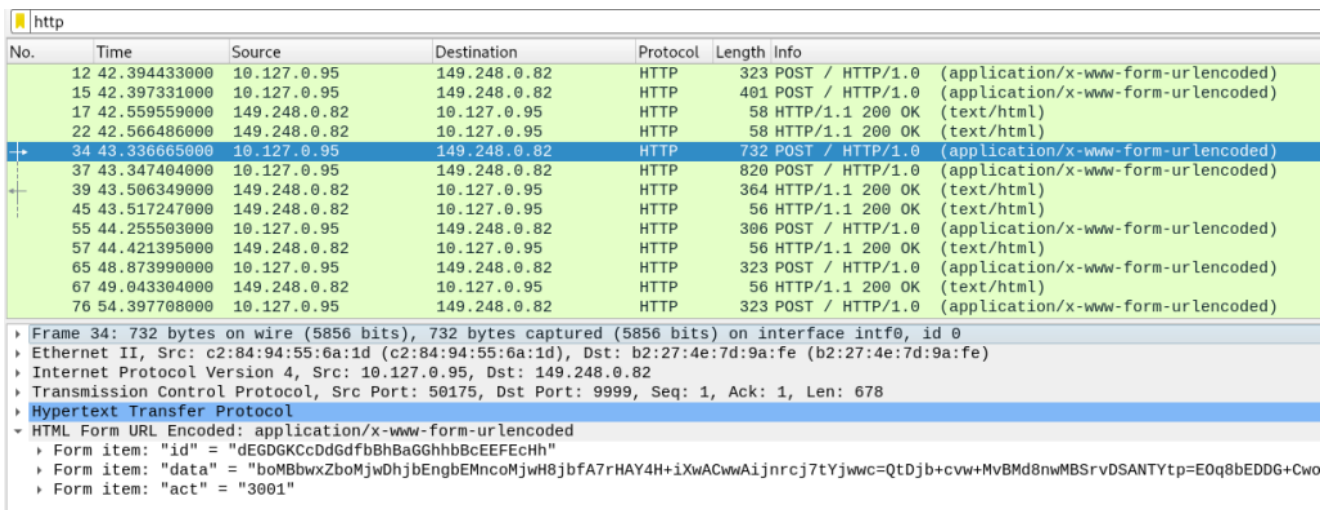 http
No. Time Source Destination Protocol Length Info
12 42.394433000 10.127.0.95 149.248.0.82 HTTP 323 POST / HTTP/1.0 (application/x-www-form-urlencoded)
15 42.397331000 10.127.0.95 149.248.0.82 HTTP 401 POST / HTTP/1.0 (application/x-www-form-urlencoded)
17 42.559559000 149.248.0.82 10.127.0.95 HTTP 58 HTTP/1.1 200 OK (text/html)
22 42.566486000 149.248.0.82 10.127.0.95 HTTP 58 HTTP/1.1 200 OK (text/html)
34 43.336665000 10.127.0.95 149.248.0.82 HTTP 732 POST / HTTP/1.0 (application/x-www-form-urlencoded)
37 43.347404000 10.127.0.95 149.248.0.82 HTTP 820 POST / HTTP/1.0 (application/x-www-form-urlencoded)
39 43.506349000 149.248.0.82 10.127.0.95 HTTP 364 HTTP/1.1 200 OK (text/html)
45 43.517247000 149.248.0.82 10.127.0.95 HTTP 56 HTTP/1.1 200 OK (text/html)
55 44.255503000 10.127.0.95 149.248.0.82 HTTP 306 POST / HTTP/1.0 (application/x-www-form-urlencoded)
57 44.421395000 149.248.0.82 10.127.0.95 HTTP 56 HTTP/1.1 200 OK (text/html)
65 48.873990000 10.127.0.95 149.248.0.82 HTTP 323 POST / HTTP/1.0 (application/x-www-form-urlencoded)
67 49.043304000 149.248.0.82 10.127.0.95 HTTP 56 HTTP/1.1 200 OK (text/html)
76 54.397708000 10.127.0.95 149.248.0.82 HTTP 323 POST / HTTP/1.0 (application/x-www-form-urlencoded)
Frame 34: 732 bytes on wire (5856 bits), 732 bytes captured (5856 bits) on interface intf0, id 0
Ethernet II, Src: c2:84:94:55:6a:1d (c2:84:94:55:6a:1d), Dst: b2:27:4e:7d:9a:fe (b2:27:4e:7d:9a:fe)
Internet Protocol Version 4, Src: 10.127.0.95, Dst: 149.248.0.82
Transmission Control Protocol, Src Port: 50175, Dst Port: 9999, Seq: 1, Ack: 1, Len: 678
Hypertext Transfer Protocol
HTML Form URL Encoded: application/x-www-form-urlencoded
Form item: "id" = "dEGDGKCcDdGdfbBhBaGGhhbBcEEFEcHh"
Form item: "data" = "boMBbwxZboMjwDhjbEngbEMncoMjwH8jbfA7rHAY4H+iXwACwwAijnrcj7tYjwwc=QtDjb+cvw+MvBMd8nwMBSrvDSANTYtp=EOq8bEDDG+Cwo
Form item: "act" = "3001"